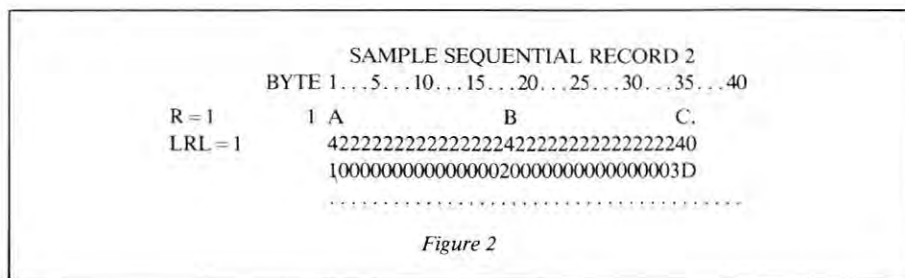 SAMPLE SEQUENTIAL RECORD 2
BYTE 1...5...10...15...20...25...30...35...40
R = 1 1 A B C.
LRL = 1 4222222222222222242222222222222222240
10000000000000000200000000000000003D
. . . . . . . . . . . . . . . . . . . . . . . . . . . . . . . . . . . . . . . .
Figure 2